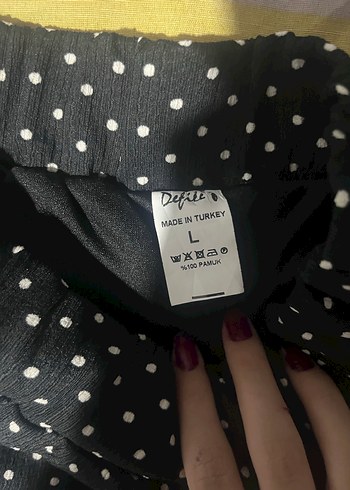 Defile
MADE IN TURKEY
L
%100 PAMUK